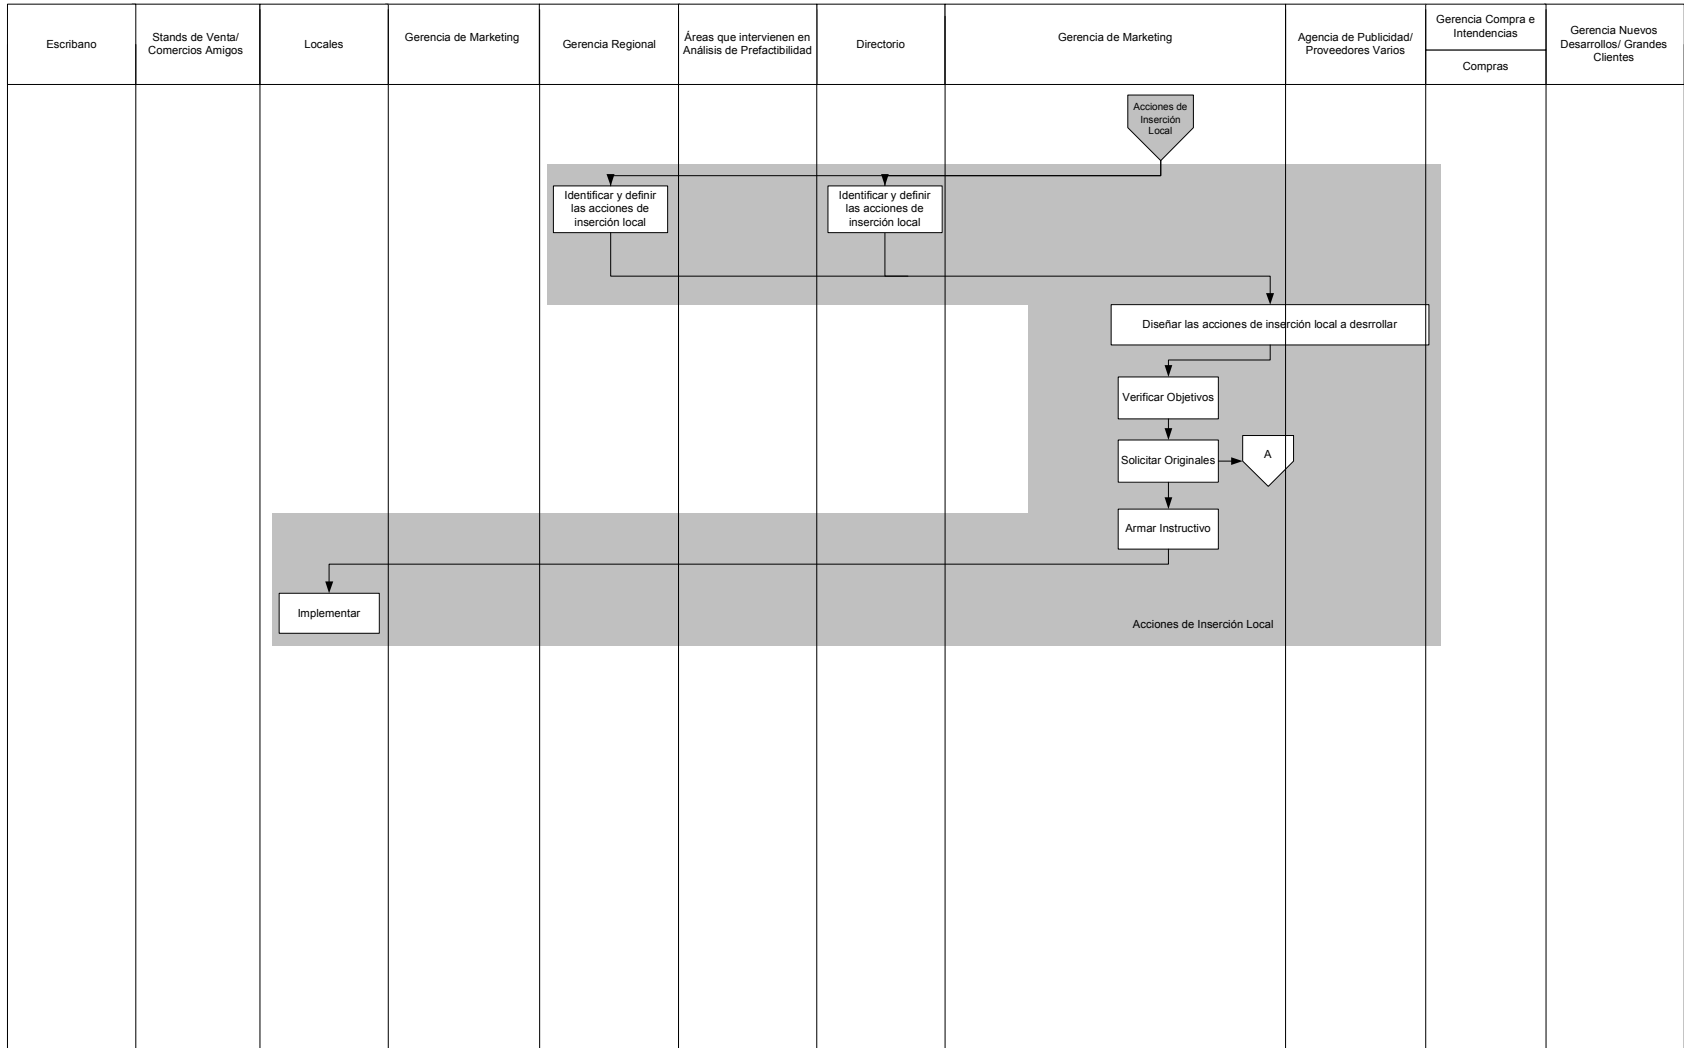 Escribano
Stands de Venta/
Comercios Amigos
Locales
Gerencia de Marketing
Gerencia Regional
Áreas que intervienen en
Análisis de Prefactibilidad
Directorio
Gerencia de Marketing
Agencia de Publicidad/
Proveedores Varios
Gerencia Compra e
Intendencias
Compras
Gerencia Nuevos
Desarrollos/ Grandes
Clientes
Acciones de
Inserción
Local
Identificar y definir
las acciones de
inserción local
Identificar y definir
las acciones de
inserción local
Diseñar las acciones de inserción local a desrrollar
Verificar Objetivos
Solicitar Originales
A
Armar Instructivo
Implementar
Acciones de Inserción Local